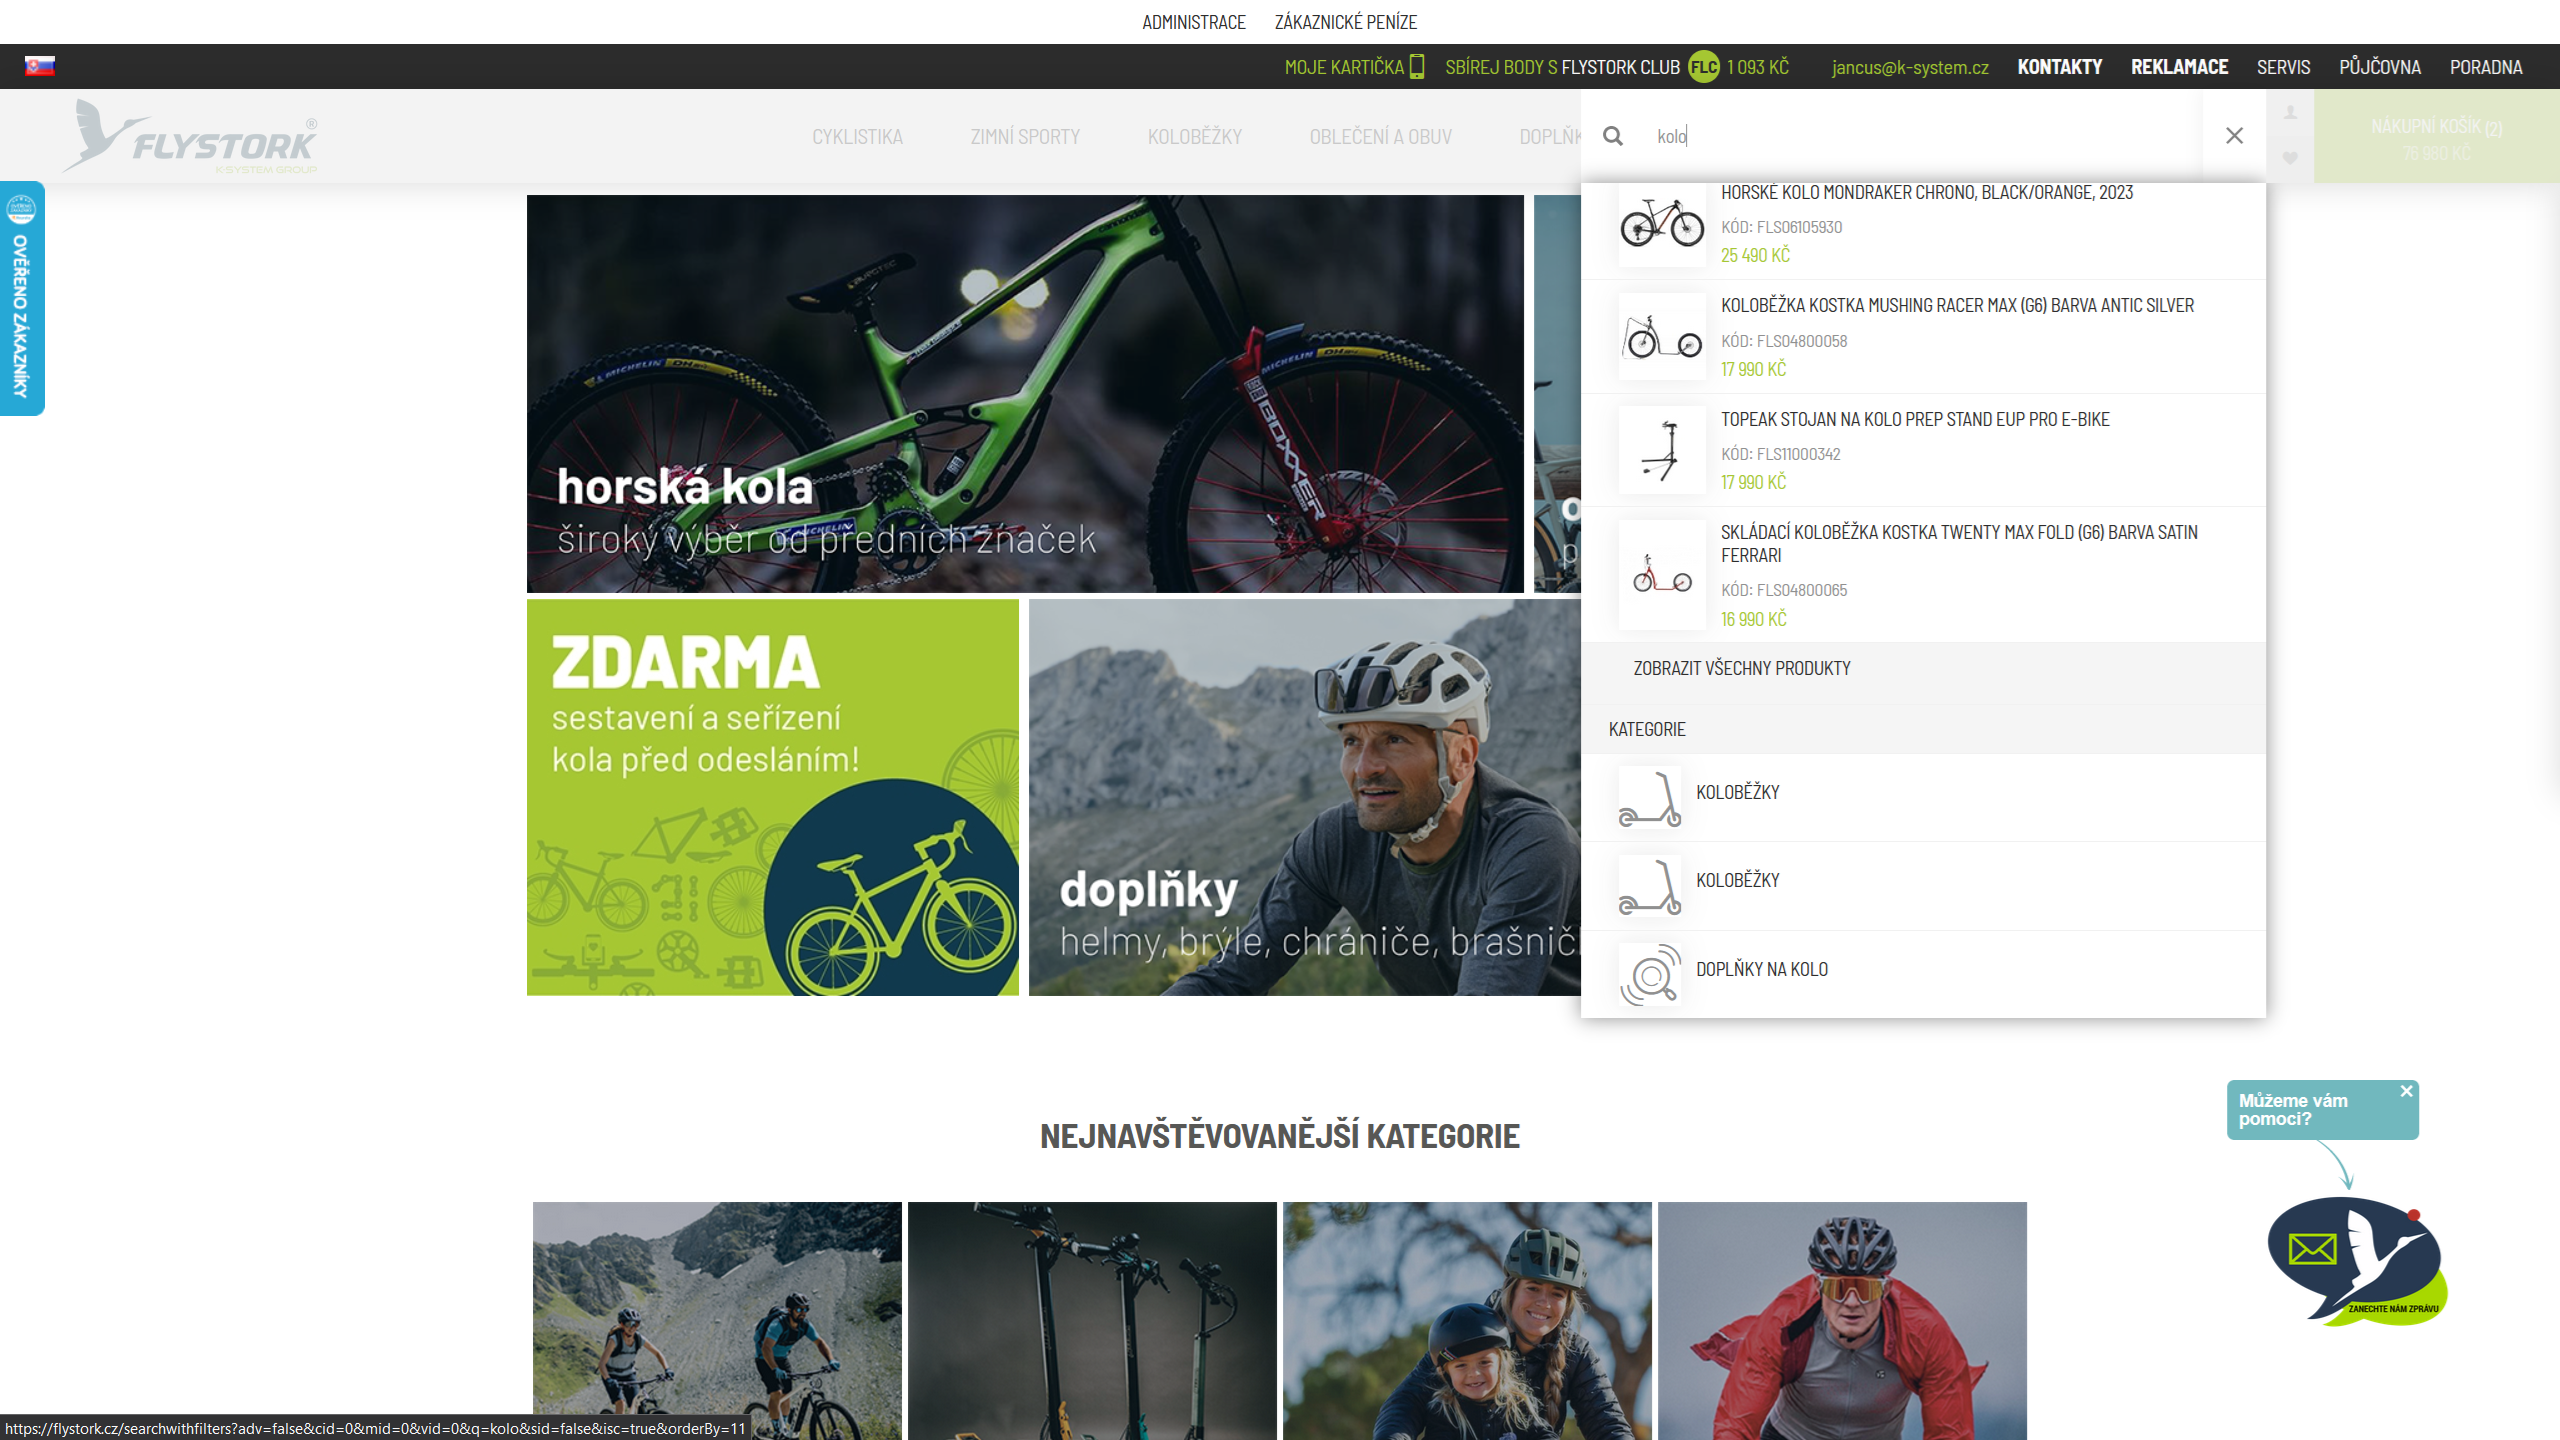 ADMINISTRACE ZÁKAZNICKÉ PENÍZE
MOJE KARTIČKA SBÍREJ BODY S FLYSTORK CLUB FLC 1 093 KČ jancus@k-system.cz KONTAKTY REKLAMACE SERVIS PŮJČOVNA PORADNA
FLYSTORK®
K-SYSTEM GROUP
CYKLISTIKA ZIMNÍ SPORTY KOLOBĚŽKY OBLEČENÍ A OBUV DOPLŇK
kolo
NÁKUPNÍ KOŠÍK (2)
76 980 KČ
OVĚŘENO ZÁKAZNÍKY
HORSKÉ KOLO MONDRAKER CHRONO, BLACK/ORANGE, 2023
KÓD: FLS06105930
25 490 KČ
KOLOBĚŽKA KOSTKA MUSHING RACER MAX (G6) BARVA ANTIC SILVER
KÓD: FLS04800058
17 990 KČ
TOPEAK STOJAN NA KOLO PREP STAND EUP PRO E-BIKE
KÓD: FLS11000342
17 990 KČ
SKLÁDACÍ KOLOBĚŽKA KOSTKA TWENTY MAX FOLD (G6) BARVA SATIN
FERRARI
KÓD: FLS04800065
16 990 KČ
ZOBRAZIT VŠECHNY PRODUKTY
KATEGORIE
KOLOBĚŽKY
KOLOBĚŽKY
DOPLŇKY NA KOLO
MICHELIN DH
MICHELIN DH
BOXXER
horská kola
široký výběr od předních značek
ZDARMA
sestavení a seřízení
kola před odesláním!
doplňky
helmy, brýle, chrániče, brašničk
NEJNAVŠTĚVOVANĚJŠÍ KATEGORIE
Můžeme vám
pomoci?
ZANECHTE NÁM ZPRÁVU
https://flystork.cz/searchwithfilters?adv=false&cid=0&mid=0&vid=0&q=kolo&sid=false&isc=true&orderBy=11